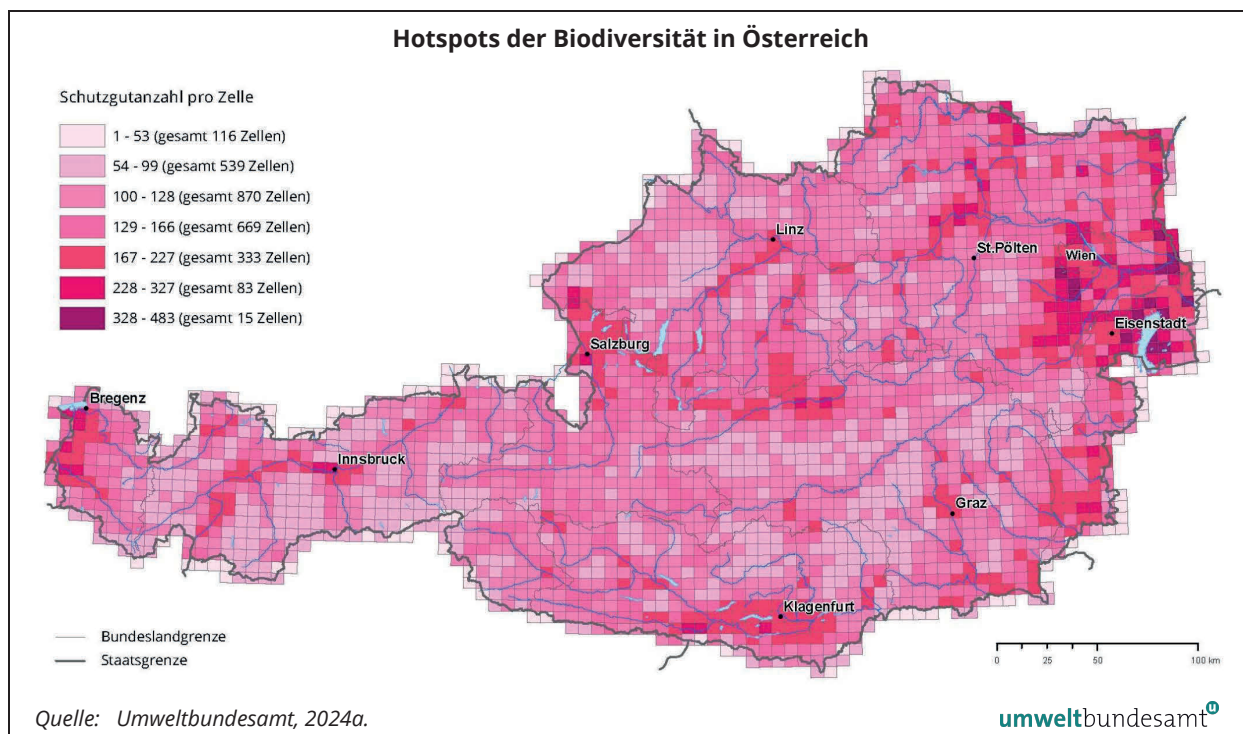 Hotspots der Biodiversität in Österreich
Schutzgutanzahl pro Zelle
1 - 53 (gesamt 116 Zellen)
54 - 99 (gesamt 539 Zellen)
100 - 128 (gesamt 870 Zellen)
129 - 166 (gesamt 669 Zellen)
167 - 227 (gesamt 333 Zellen)
228 - 327 (gesamt 83 Zellen)
328 - 483 (gesamt 15 Zellen)
Linz
St.Pölten
Wien
Eisenstadt
Salzburg
Bregenz
Innsbruck
Graz
Klagenfurt
Bundeslandgrenze
Staatsgrenze
0 25 50 100 km
Quelle: Umweltbundesamt, 2024a.
umweltbundesamt u